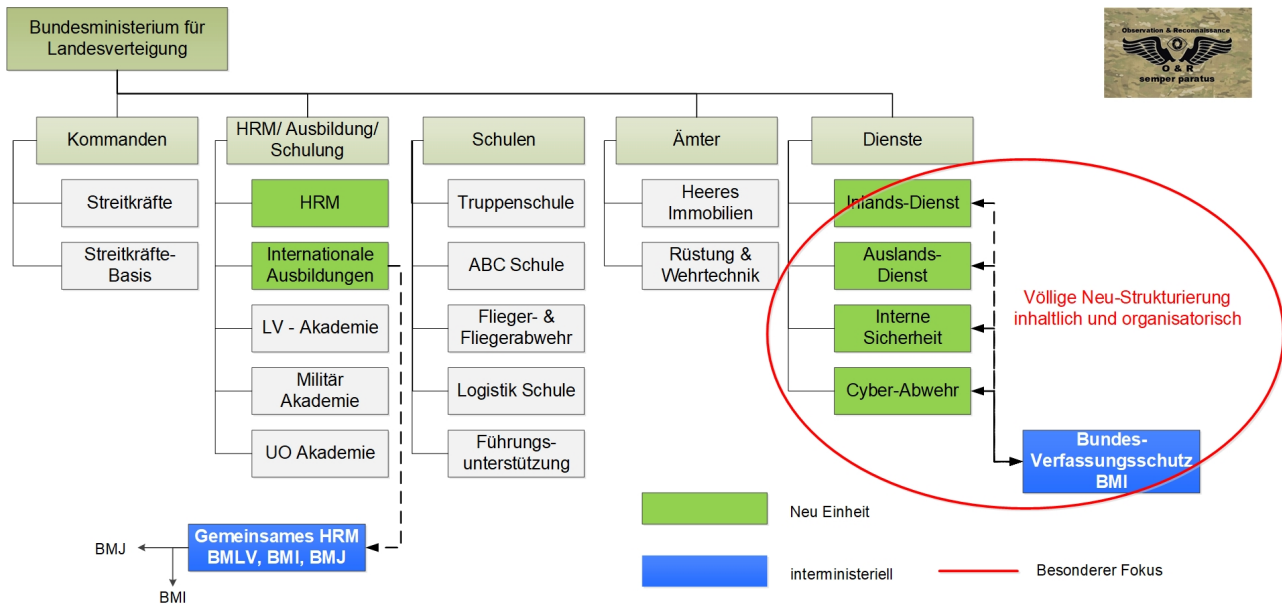 Bundesministerium für
Landesverteigung
Observation & Reconnaissance
O & R
semper paratus
Kommanden
HRM/ Ausbildung/
Schulung
Schulen
Ämter
Dienste
Streitkräfte
Streitkräfte-
Basis
HRM
Internationale
Ausbildungen
LV - Akademie
Militär
Akademie
UO Akademie
Truppenschule
ABC Schule
Flieger- &
Fliegerabwehr
Logistik Schule
Führungs-
unterstützung
Heeres
Immobilien
Rüstung &
Wehrtechnik
Inlands-Dienst
Auslands-
Dienst
Interne
Sicherheit
Cyber-Abwehr
Völlige Neu-Strukturierung
inhaltlich und organisatorisch
Bundes-
Verfassungsschutz
BMI
Gemeinsames HRM
BMLV, BMI, BMJ
BMJ
BMI
Neu Einheit
interministeriell
Besonderer Fokus